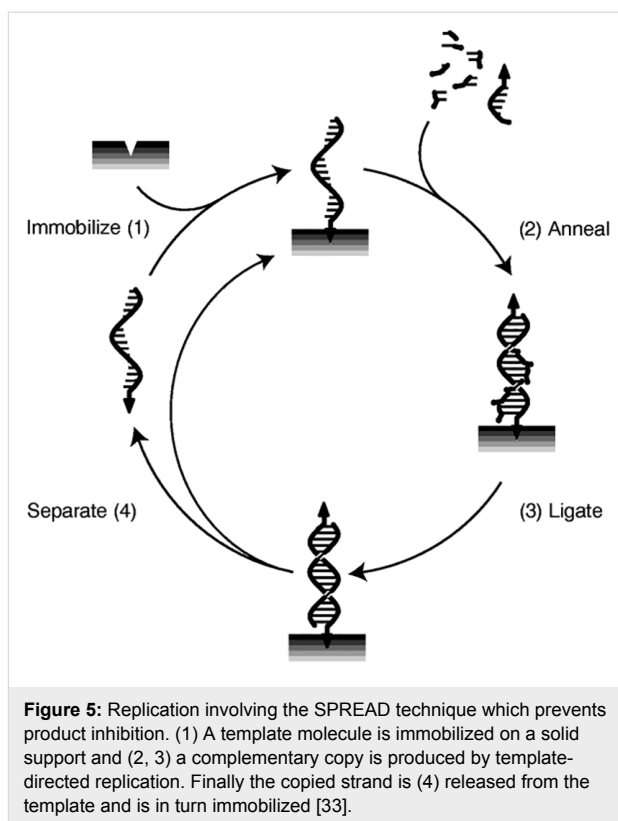 Immobilize (1)
(2) Anneal
Separate (4)
(3) Ligate
Figure 5: Replication involving the SPREAD technique which prevents
product inhibition. (1) A template molecule is immobilized on a solid
support and (2, 3) a complementary copy is produced by template-
directed replication. Finally the copied strand is (4) released from the
template and is in turn immobilized [33].